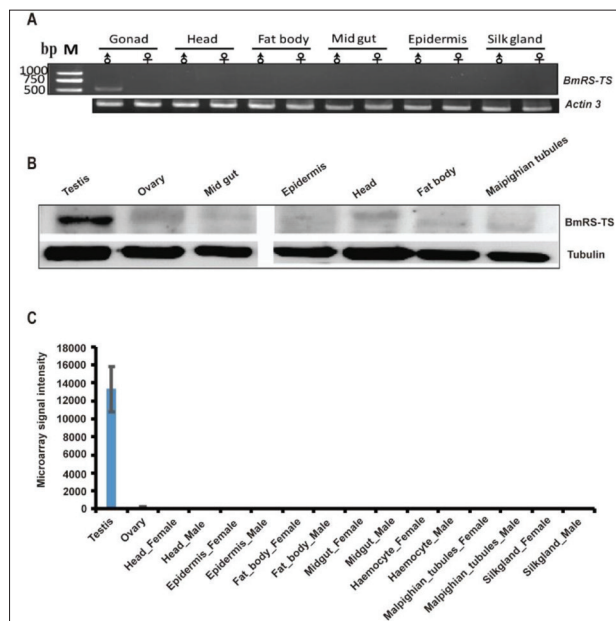 A
Gonad Head Fat body Mid gut Epidermis Silk gland
bp M ♂ ♀ ♂ ♀ ♂ ♀ ♂ ♀ ♂ ♀ ♂ ♀
1000
750
500
BmRS-TS
Actin 3
B
Testis Ovary Mid gut Epidermis Head Fat body Malpighian tubules
BmRS-TS
Tubulin
C
Microarray signal intensity
18000
16000
14000
12000
10000
8000
6000
4000
2000
0
Testis
Ovary
Head_Female
Head_Male
Epidermis_Female
Epidermis_Male
Fat_body_Female
Fat_body_Male
Midgut_Female
Midgut_Male
Haemocyte_Female
Haemocyte_Male
Malpighian_tubules_Female
Malpighian_tubules_Male
Silkgland_Female
Silkgland_Male